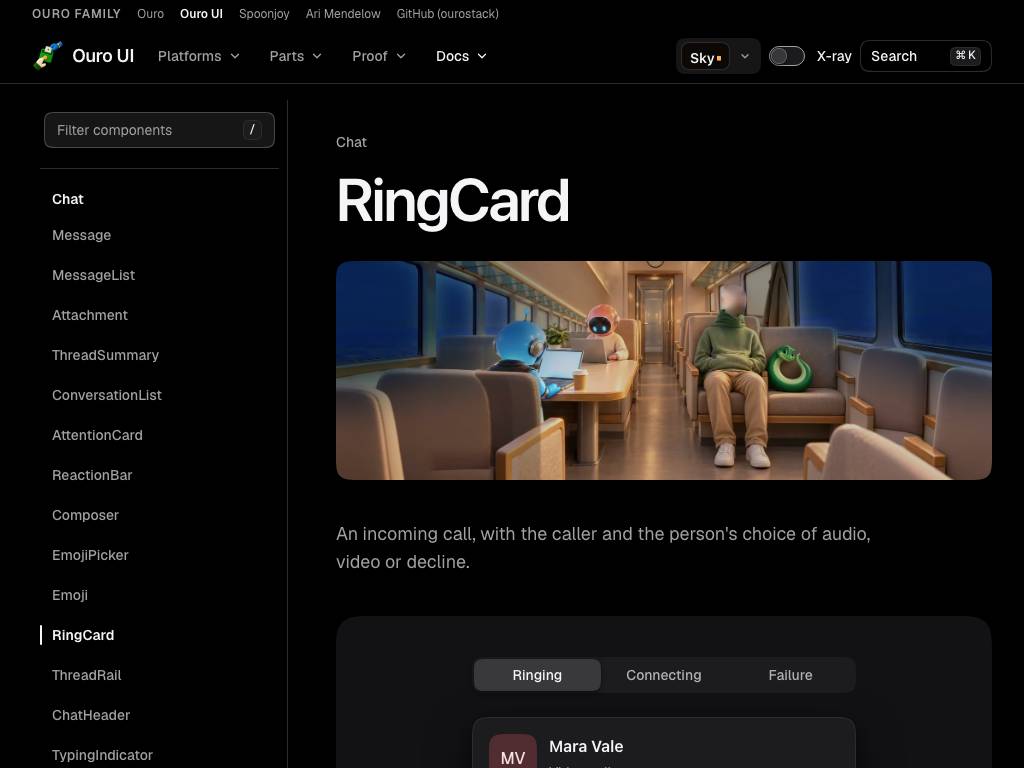 OURO FAMILY Ouro Ouro UI Spoonjoy Ari Mendelow GitHub (ourostack)
Ouro UI Platforms Parts Proof Docs Sky X-ray Search ⌘ K
Filter components /
Chat
Message
MessageList
Attachment
ThreadSummary
ConversationList
AttentionCard
ReactionBar
Composer
EmojiPicker
Emoji
RingCard
ThreadRail
ChatHeader
TypingIndicator
Chat
RingCard
An incoming call, with the caller and the person's choice of audio,
video or decline.
Ringing Connecting Failure
MV Mara Vale